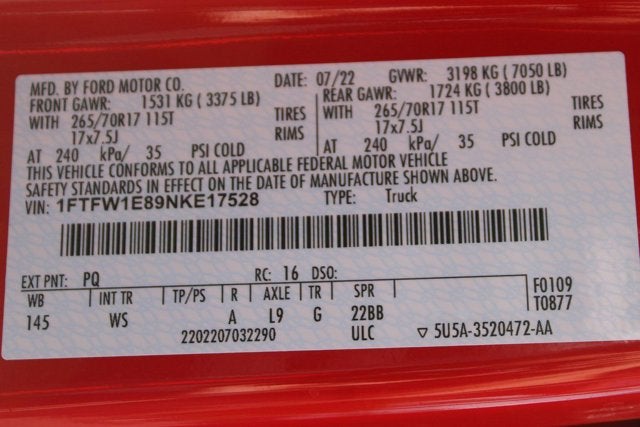 MFD. BY FORD MOTOR CO. DATE: 07/22 GVWR: 3198 KG ( 7050 LB)
FRONT GAWR: 1531 KG ( 3375 LB) REAR GAWR: 1724 KG ( 3800 LB)
WITH 265/70R17 115T TIRES WITH 265/70R17 115T TIRES
17x7.5J RIMS 17x7.5J RIMS
AT 240 kPa/ 35 PSI COLD AT 240 kPa/ 35 PSI COLD
THIS VEHICLE CONFORMS TO ALL APPLICABLE FEDERAL MOTOR VEHICLE
SAFETY STANDARDS IN EFFECT ON THE DATE OF MANUFACTURE SHOWN ABOVE.
VIN: 1FTFW1E89NKE17528 TYPE: Truck
EXT PNT: PQ RC: 16 DSO:
WB INT TR TP/PS R AXLE TR SPR F0109
145 WS A L9 G 22BB T0877
2202207032290 ULC ▽ 5U5A-3520472-AA